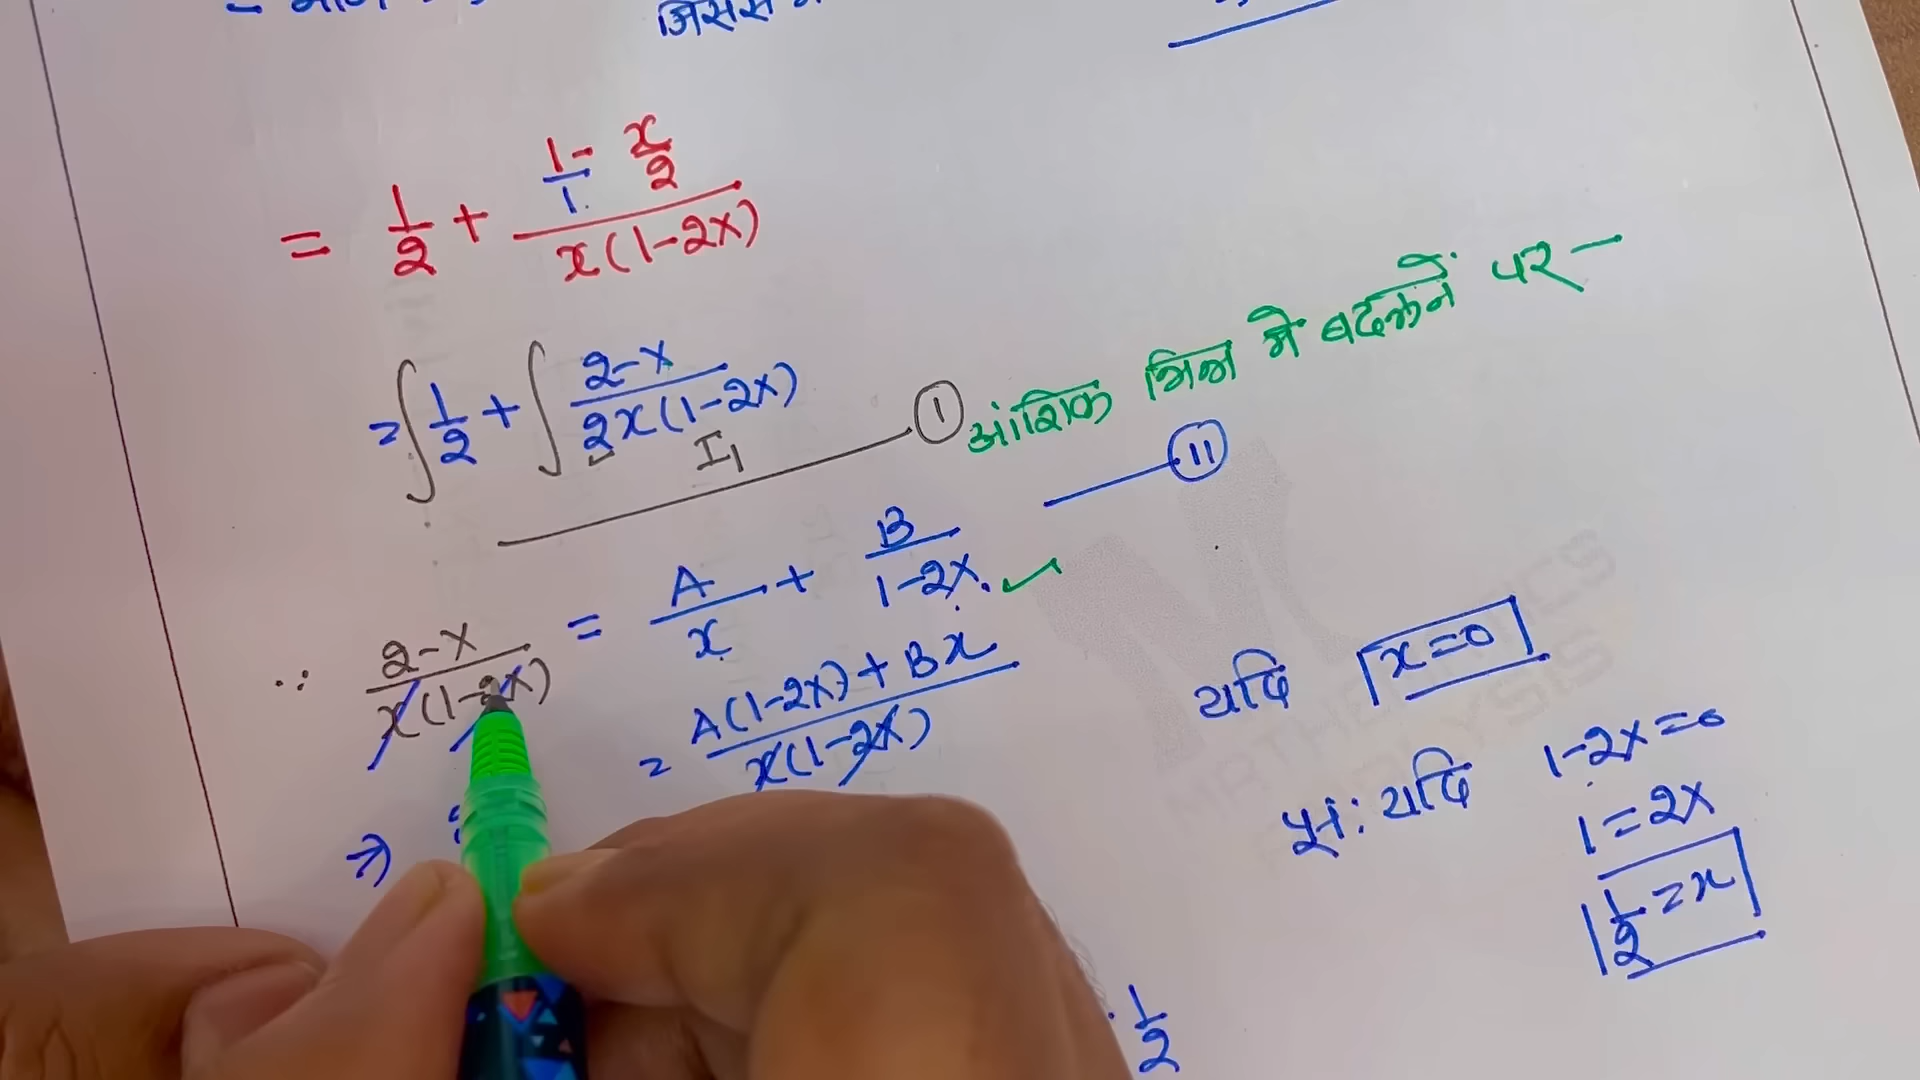 जिससे
= 1/2 + (1/1 - x/2)/(x(1-2x))
= ∫ 1/2 + ∫ (2-x)/(2x(1-2x)) ①
I₁
आंशिक भिन्न में बदलने पर —
∵ (2-x)/(x(1-2x)) = A/x + B/(1-2x) ✓ — ⑪
= (A(1-2x) + Bx)/(x(1-2x))
⇒
यदि x=0
पुनः यदि 1-2x=0
1=2x
1/2=x
1/2